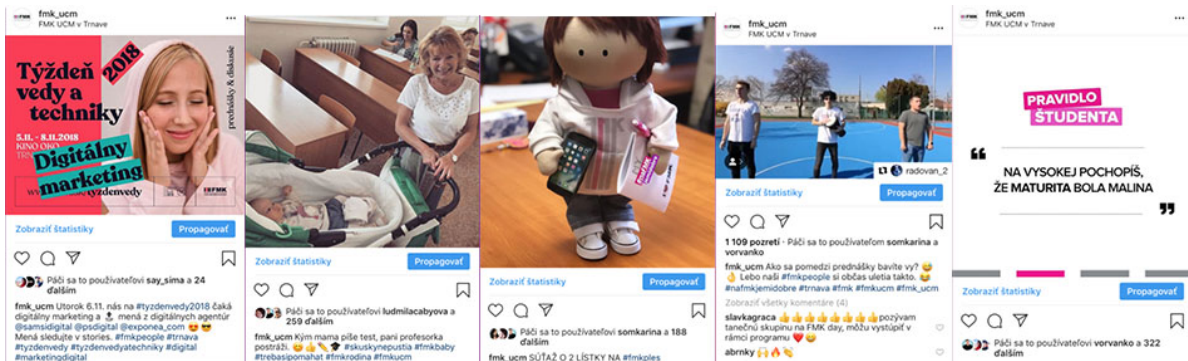 fmk_ucm
FMK UCM v Trnave
Týždeň
vedy a
techniky
2018
prednášky & diskusie
5.11. - 8.11.2018
KINO OKO
Digitálny
marketing
tyzdenvedy
FMK
Zobraziť štatistiky
Propagovať
Páči sa to používateľovi say_sima a 24
ďalším
fmk_ucm Utorok 6.11. nás na #tyzdenvedy2018 čaká
digitálny marketing a 🔝 mená z digitálnych agentúr
@samsidigital @psdigital @exponea_com 😍 😎
Mená sledujte v stories. #fmkpeople #trnava
#tyzdenvedy #tyzdenvedyatechniky #digital
#marketingdigital
Zobraziť štatistiky
Propagovať
Páči sa to používateľovi ludmilacabyova a
259 ďalším
fmk_ucm Kým mama píše test, pani profesorka
postráži. #skuskynepustia #fmkbaby
#trebasipomahat #fmkrodina #fmkucm
Zobraziť štatistiky
Propagovať
Páči sa to používateľovi somkarina a 188
ďalším
fmk_ucm SÚŤAŽ O 2 LÍSTKY NA #fmkples
fmk_ucm
FMK UCM v Trnave
radovan_2
Zobraziť štatistiky
Propagovať
1 109 pozretí · Páči sa to používateľom somkarina a
vorvanko
fmk_ucm Ako sa pomedzi prednášky bavíte vy? 😅
👌 Lebo naši #fmkpeople si občas uletia takto. 😂
#nafmkjemidobre #trnava #fmk #fmkucm #fmk_ucm
Zobraziť všetky komentáre (4)
slavkagraca 👍👍👍👍👍👍👍👍pozývam
tanečnú skupinu na FMK day, môžu vystúpiť v
rámci programu ❤️😄
abrnky 🙌🔥👏
fmk_ucm
FMK UCM v Trnave
PRAVIDLO
ŠTUDENTA
NA VYSOKEJ POCHOPÍŠ,
ŽE MATURITA BOLA MALINA
Zobraziť štatistiky
Propagovať
Páči sa to používateľovi vorvanko a 322
ďalším